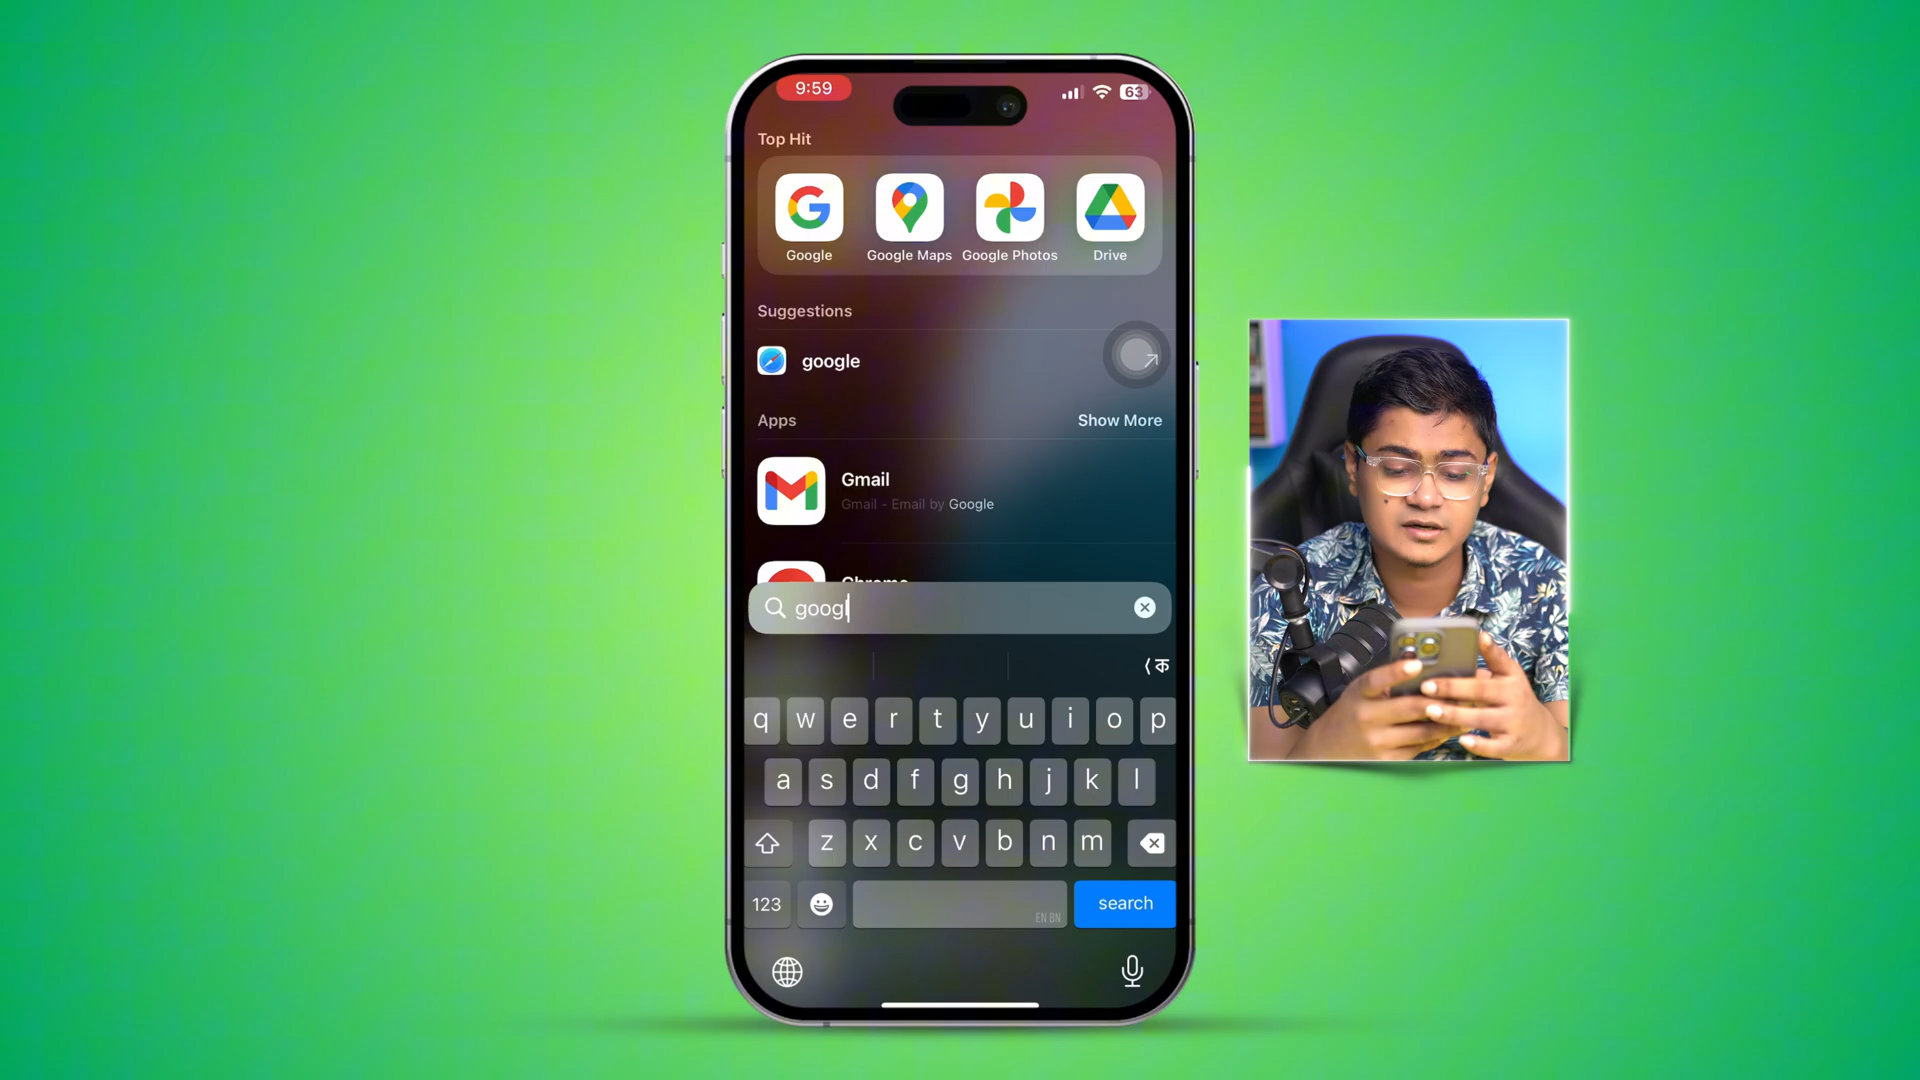 9:59
63
Top Hit
Google
Google Maps
Google Photos
Drive
Suggestions
google
Apps
Show More
Gmail
Gmail - Email by Google
Chrome
googl
क
q w e r t y u i o p
a s d f g h j k l
z x c v b n m
123
EN BN
search